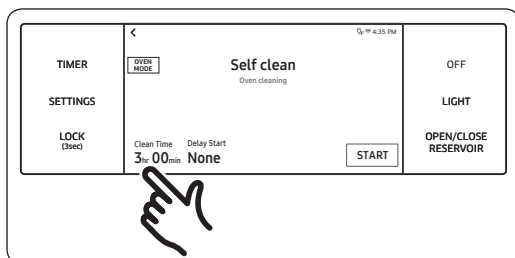 TIMER
SETTINGS
LOCK
(3sec)
<
4:35 PM
OVEN
MODE
Self clean
Oven cleaning
Clean Time
3hr 00min
Delay Start
None
START
OFF
LIGHT
OPEN/CLOSE
RESERVOIR